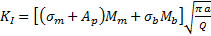 K_I = [(σ_m + A_p)M_m + σ_b M_b] √(πa/Q)